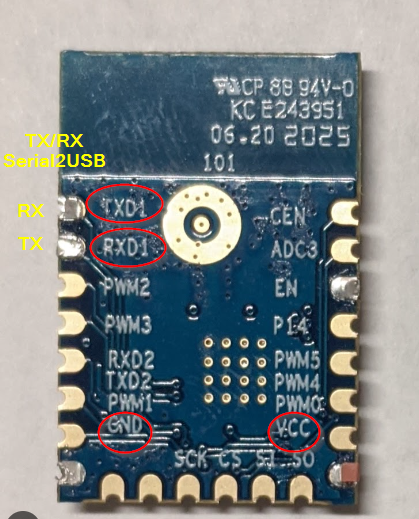 CP 88 94V-0
KC E243951
06.20 2025
101
TX/RX
Serial2USB
RX
TX
TXD1
RXD1
PWM2
PWM3
RXD2
TXD2
PWM1
GND
CEN
ADC3
EN
P14
PWM5
PWM4
PWM0
VCC
SCK CS SI SO